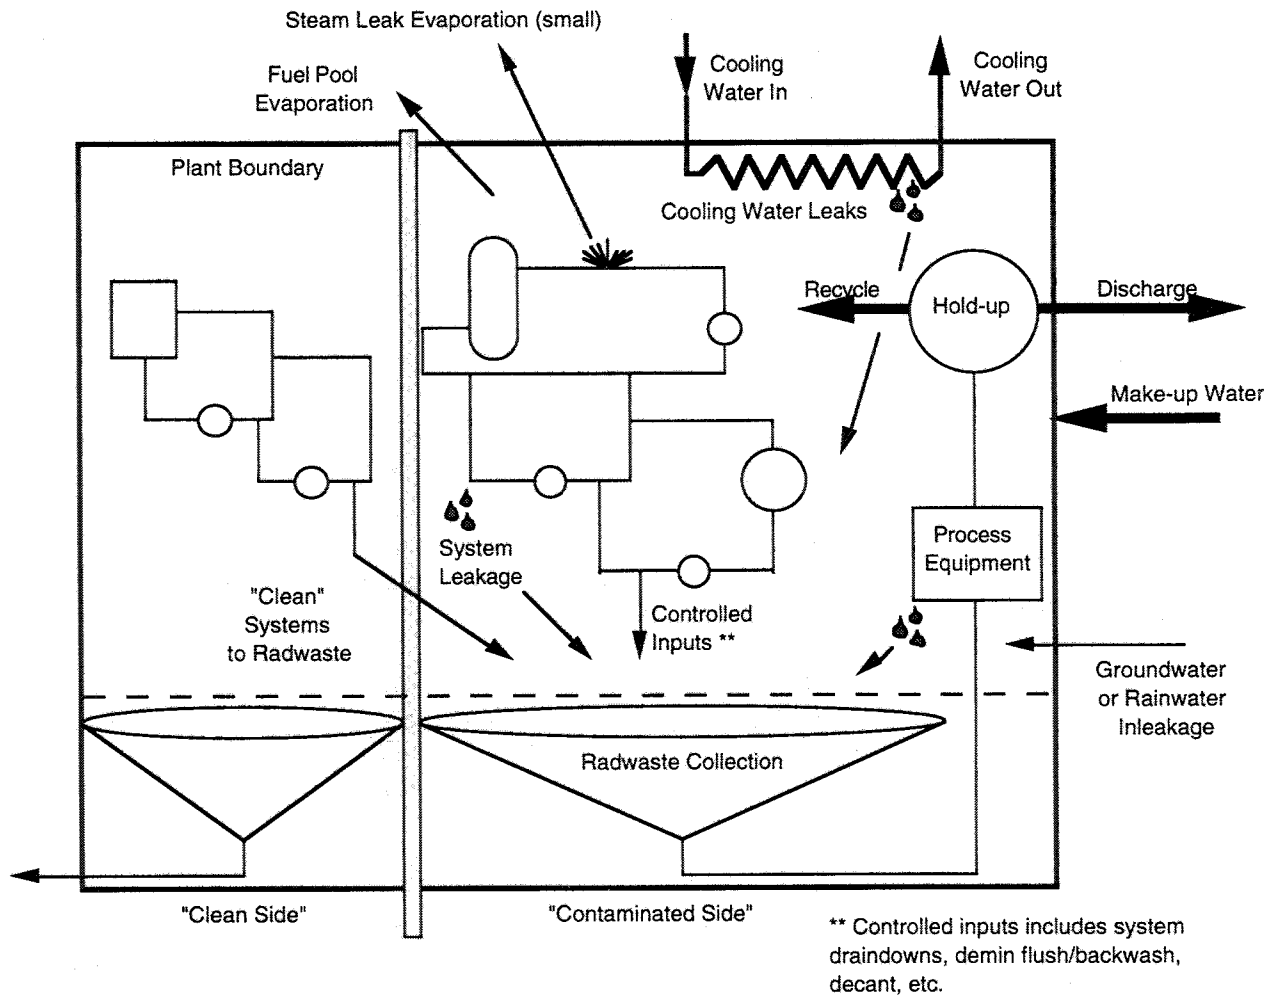 Steam Leak Evaporation (small)
Fuel Pool
Evaporation
Cooling
Water In
Cooling
Water Out
Plant Boundary
Cooling Water Leaks
Recycle
Hold-up
Discharge
Make-up Water
System
Leakage
Process
Equipment
"Clean"
Systems
to Radwaste
Controlled
Inputs **
Groundwater
or Rainwater
Inleakage
Radwaste Collection
"Clean Side"
"Contaminated Side"
** Controlled inputs includes system
draindowns, demin flush/backwash,
decant, etc.